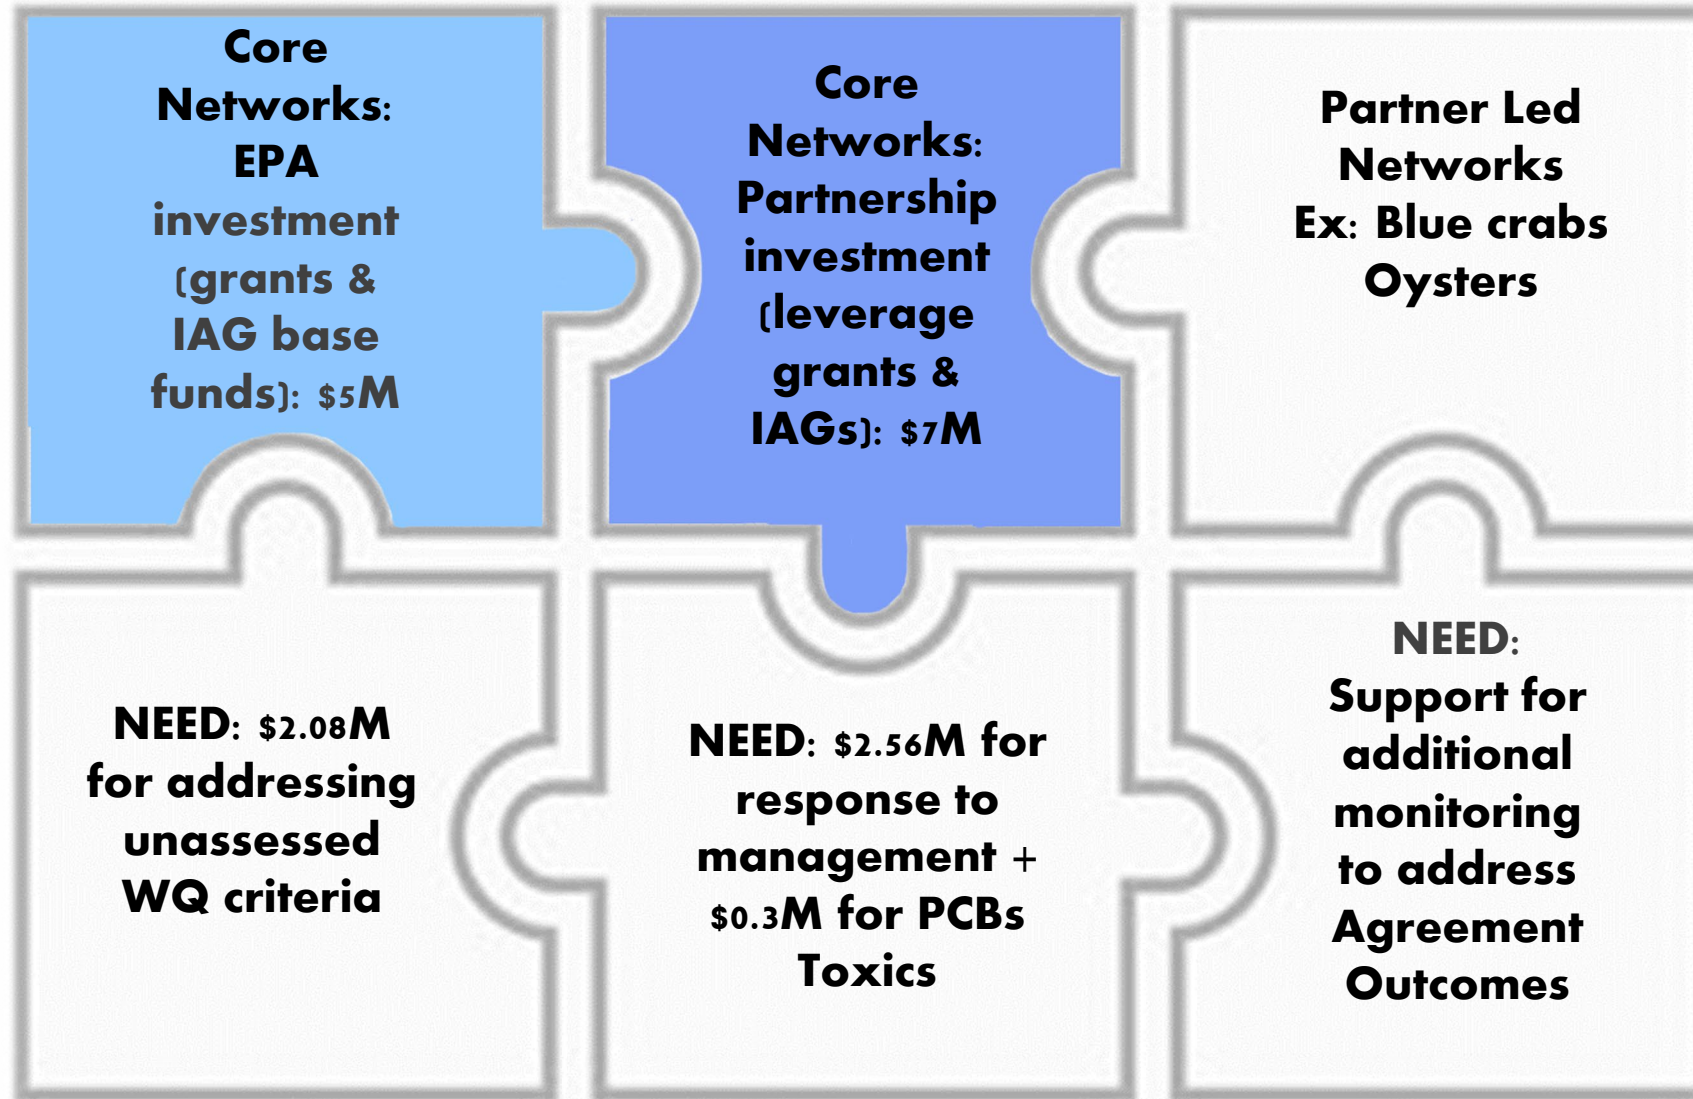 Core
Networks:
EPA
investment
(grants &
IAG base
funds): $5M
Core
Networks:
Partnership
investment
(leverage
grants &
IAGs): $7M
Partner Led
Networks
Ex: Blue crabs
Oysters
NEED: $2.08M
for addressing
unassessed
WQ criteria
NEED: $2.56M for
response to
management +
$0.3M for PCBs
Toxics
NEED:
Support for
additional
monitoring
to address
Agreement
Outcomes